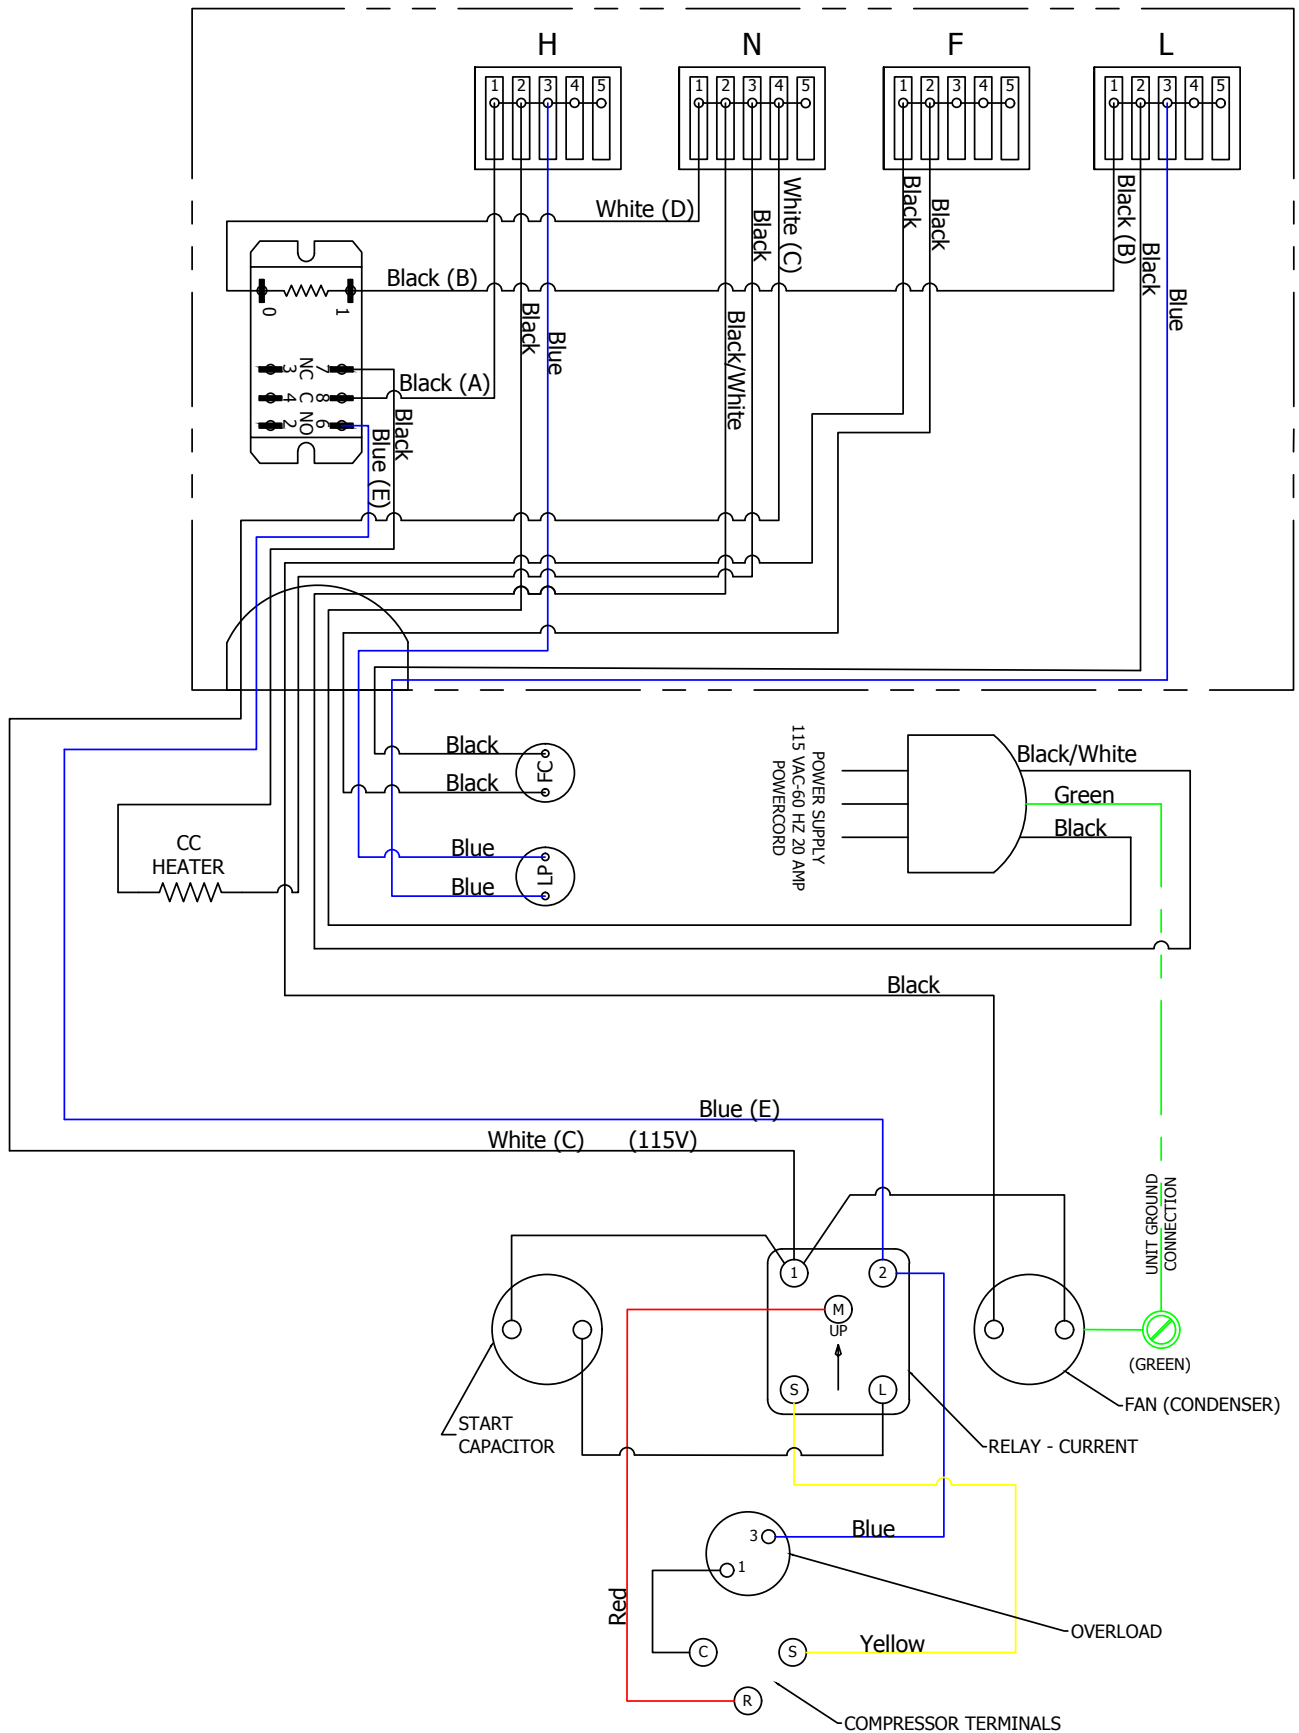 H N F L
1 2 3 4 5
1 2 3 4 5
1 2 3 4 5
1 2 3 4 5
White (D)
Black
White (C)
Black
Black
Black (B)
Black
Blue
Black (B)
0 1
Black
Blue
Black/White
3 NC 7
4 C 8
2 NO 6
Black (A)
Black
Blue (E)
Black
Black
FC
Blue
Blue
LP
CC
HEATER
POWER SUPPLY
115 VAC-60 HZ 20 AMP
POWERCORD
Black/White
Green
Black
Black
Blue (E)
White (C) (115V)
UNIT GROUND
CONNECTION
1 2
M
UP
S L
(GREEN)
FAN (CONDENSER)
START
CAPACITOR
RELAY - CURRENT
3
1
Blue
OVERLOAD
Red
C S
Yellow
R
COMPRESSOR TERMINALS